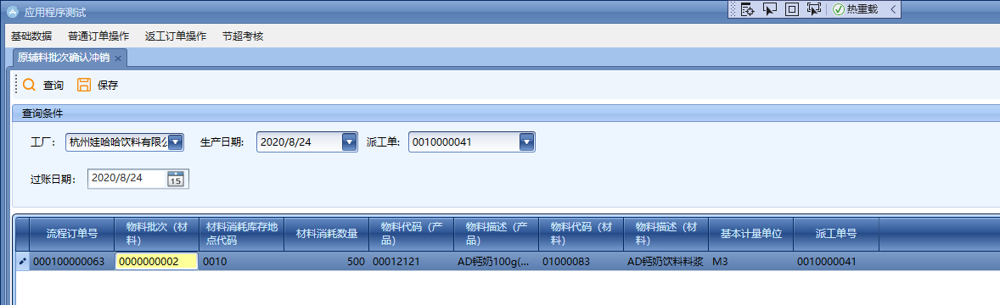 应用程序测试
热重载
基础数据 普通订单操作 返工订单操作 节超考核
原辅料批次确认冲销 ×
查询 保存
查询条件
工厂： 杭州娃哈哈饮料有限公 生产日期: 2020/8/24 派工单: 0010000041
过账日期: 2020/8/24 15
流程订单号 物料批次（材料） 材料消耗库存地点代码 材料消耗数量 物料代码（产品） 物料描述（产品） 物料代码（材料） 物料描述（材料） 基本计量单位 派工单号
000100000063 0000000002 0010 500 00012121 AD钙奶100g(... 01000083 AD钙奶饮料料浆 M3 0010000041